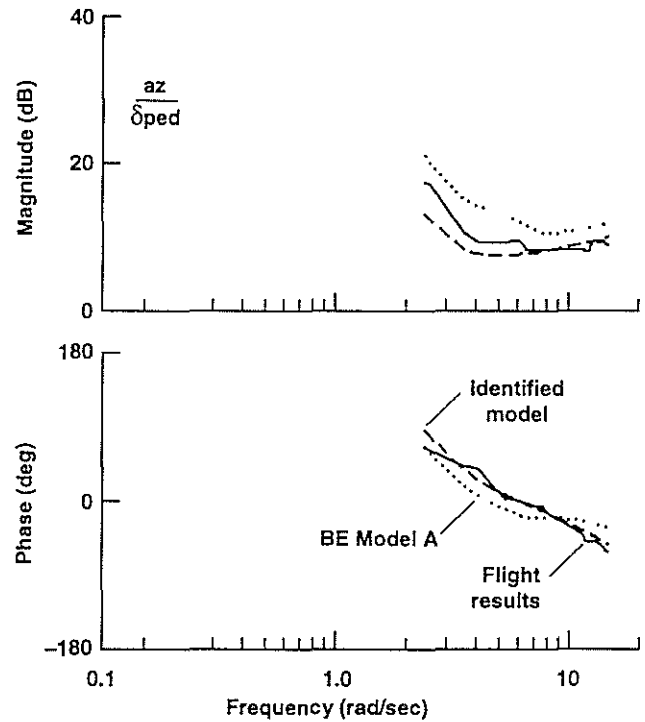 40
az
δped
Magnitude (dB)
20
0
180
Identified
model
Phase (deg)
0
BE Model A
Flight
results
–180
0.1
1.0
10
Frequency (rad/sec)